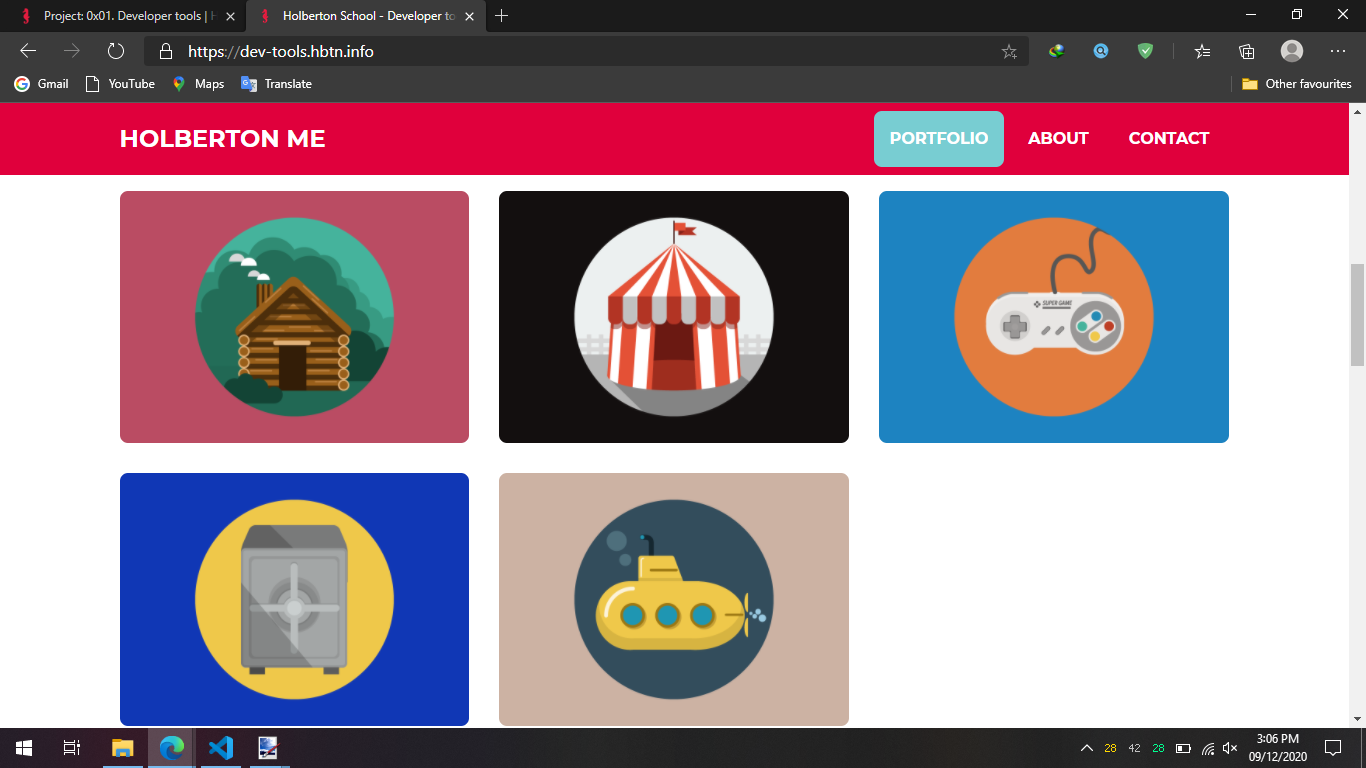 Project: 0x01. Developer tools | H
Holberton School - Developer to
https://dev-tools.hbtn.info
Gmail
YouTube
Maps
Translate
Other favourites
HOLBERTON ME
PORTFOLIO
ABOUT
CONTACT
SUPER GAME
28
42
28
3:06 PM
09/12/2020